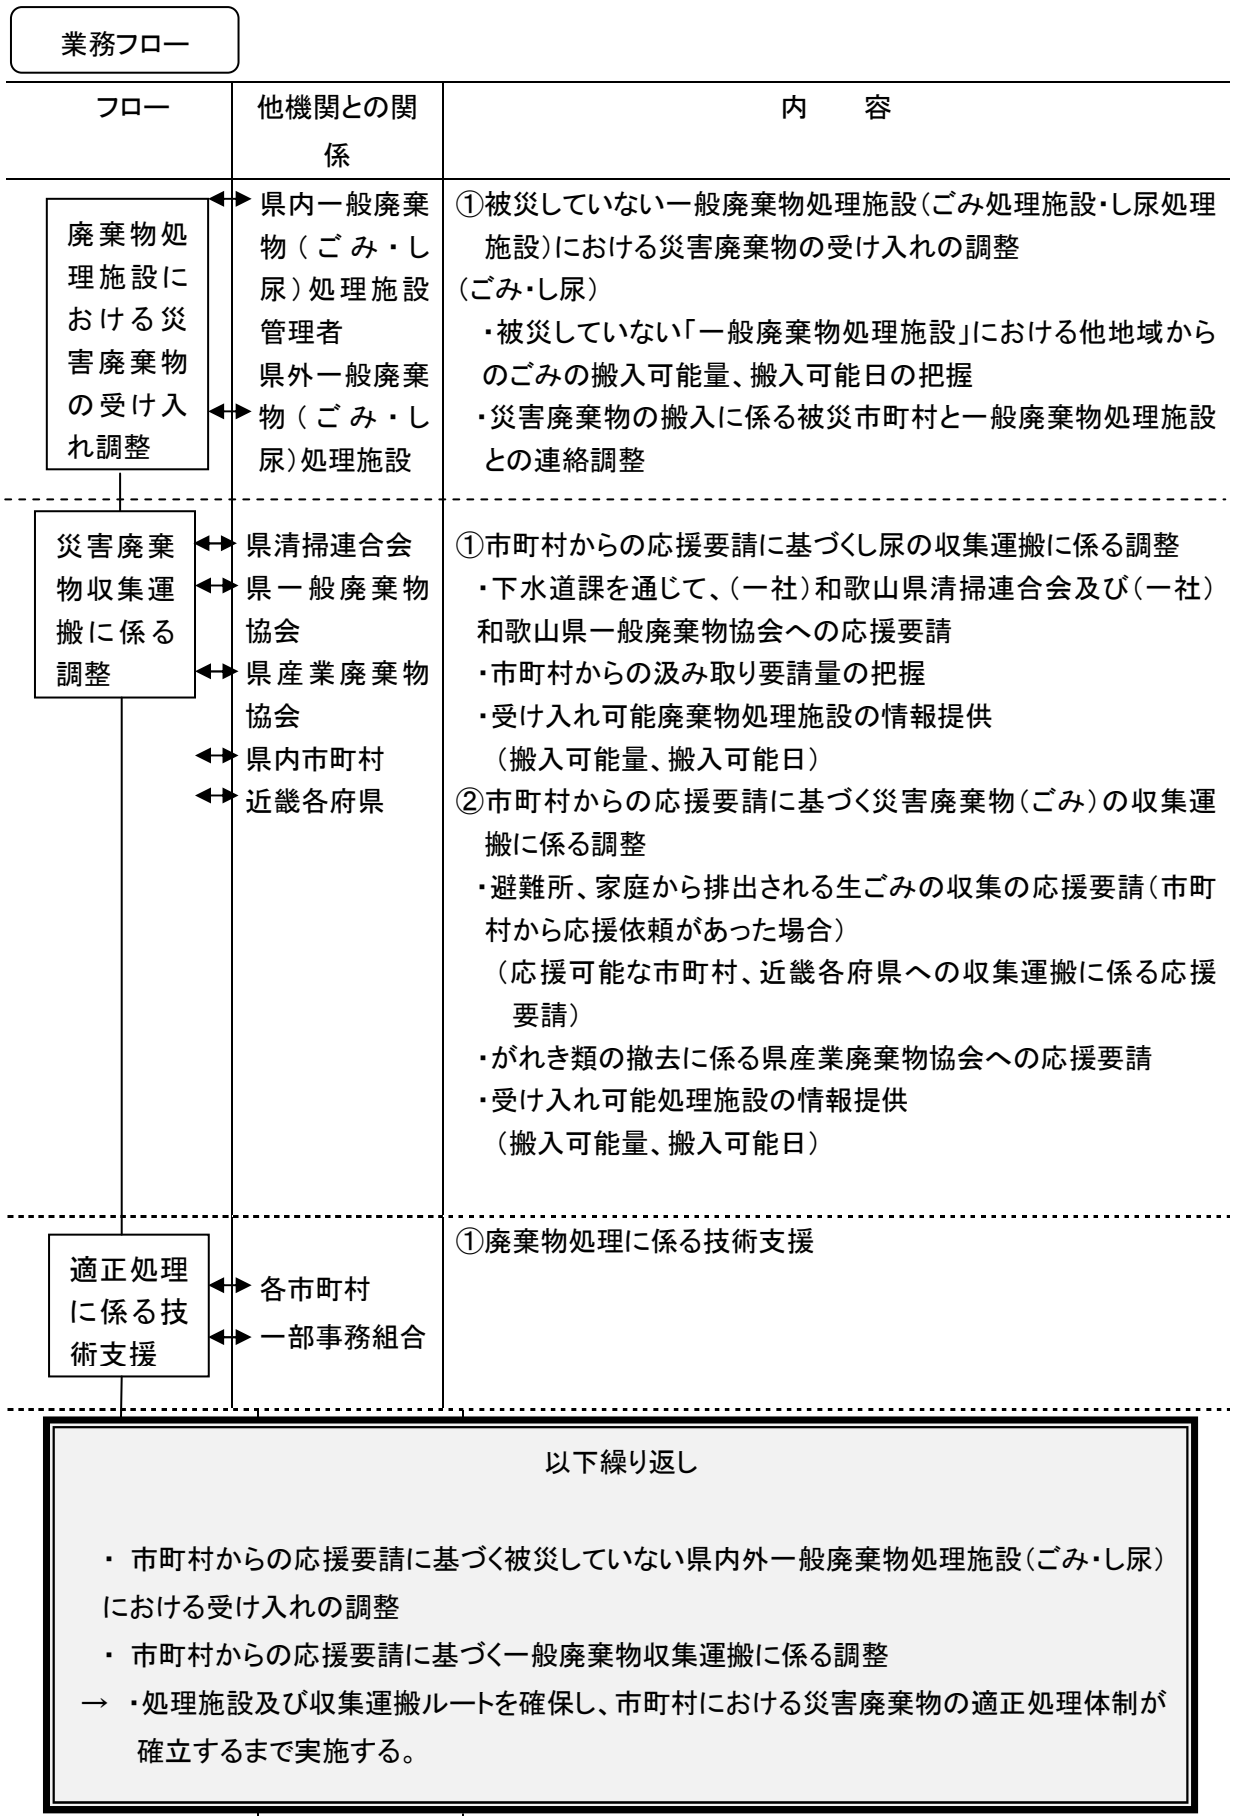 業務フロー
フロー
他機関との関
係
内　　容
廃棄物処
理施設に
おける災
害廃棄物
の受け入
れ調整
県内一般廃棄
物（ごみ・し
尿）処理施設
管理者
県外一般廃棄
物（ごみ・し
尿）処理施設
①被災していない一般廃棄物処理施設（ごみ処理施設・し尿処理
施設）における災害廃棄物の受け入れの調整
（ごみ・し尿）
・被災していない「一般廃棄物処理施設」における他地域から
のごみの搬入可能量、搬入可能日の把握
・災害廃棄物の搬入に係る被災市町村と一般廃棄物処理施設
との連絡調整
災害廃棄
物収集運
搬に係る
調整
県清掃連合会
県一般廃棄物
協会
県産業廃棄物
協会
県内市町村
近畿各府県
①市町村からの応援要請に基づくし尿の収集運搬に係る調整
・下水道課を通じて、（一社）和歌山県清掃連合会及び（一社）
和歌山県一般廃棄物協会への応援要請
・市町村からの汲み取り要請量の把握
・受け入れ可能廃棄物処理施設の情報提供
（搬入可能量、搬入可能日）
②市町村からの応援要請に基づく災害廃棄物（ごみ）の収集運
搬に係る調整
・避難所、家庭から排出される生ごみの収集の応援要請（市町
村から応援依頼があった場合）
（応援可能な市町村、近畿各府県への収集運搬に係る応援
要請）
・がれき類の撤去に係る県産業廃棄物協会への応援要請
・受け入れ可能処理施設の情報提供
（搬入可能量、搬入可能日）
適正処理
に係る技
術支援
各市町村
一部事務組合
①廃棄物処理に係る技術支援
以下繰り返し
・ 市町村からの応援要請に基づく被災していない県内外一般廃棄物処理施設（ごみ・し尿）
における受け入れの調整
・ 市町村からの応援要請に基づく一般廃棄物収集運搬に係る調整
→ ・処理施設及び収集運搬ルートを確保し、市町村における災害廃棄物の適正処理体制が
確立するまで実施する。